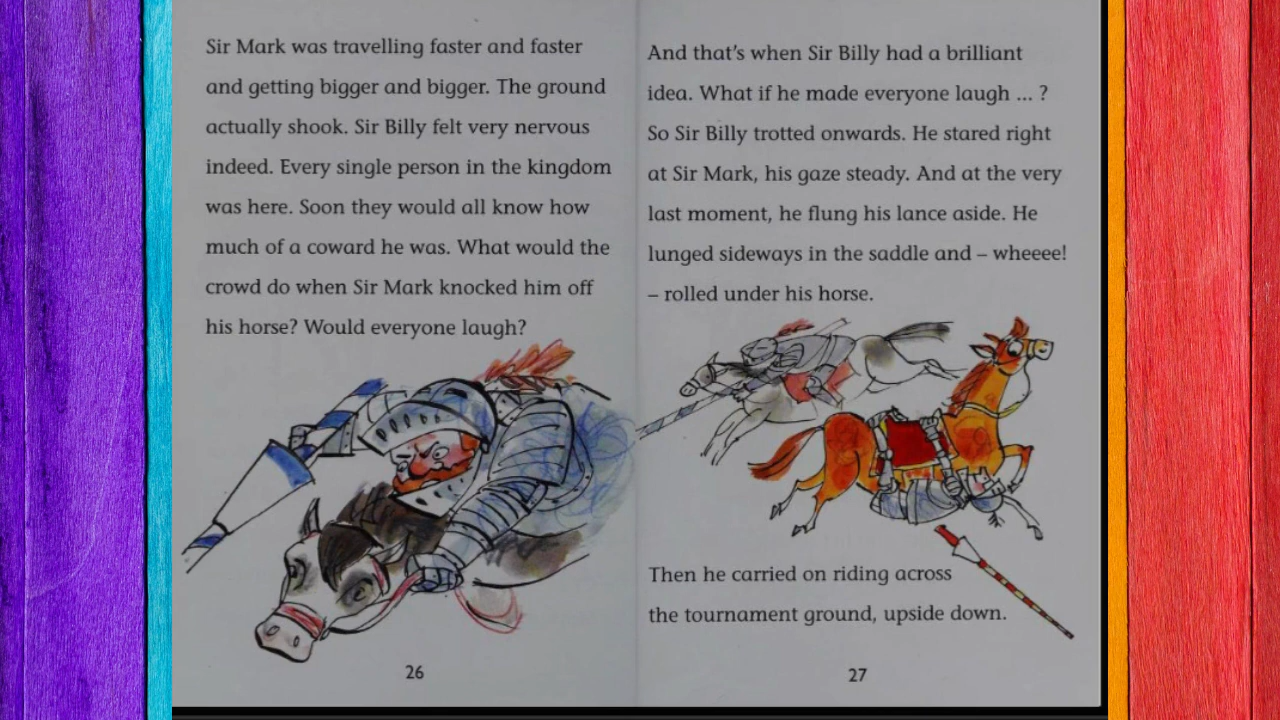 Sir Mark was travelling faster and faster
and getting bigger and bigger. The ground
actually shook. Sir Billy felt very nervous
indeed. Every single person in the kingdom
was here. Soon they would all know how
much of a coward he was. What would the
crowd do when Sir Mark knocked him off
his horse? Would everyone laugh?
26
And that's when Sir Billy had a brilliant
idea. What if he made everyone laugh ... ?
So Sir Billy trotted onwards. He stared right
at Sir Mark, his gaze steady. And at the very
last moment, he flung his lance aside. He
lunged sideways in the saddle and – wheeee!
– rolled under his horse.
Then he carried on riding across
the tournament ground, upside down.
27